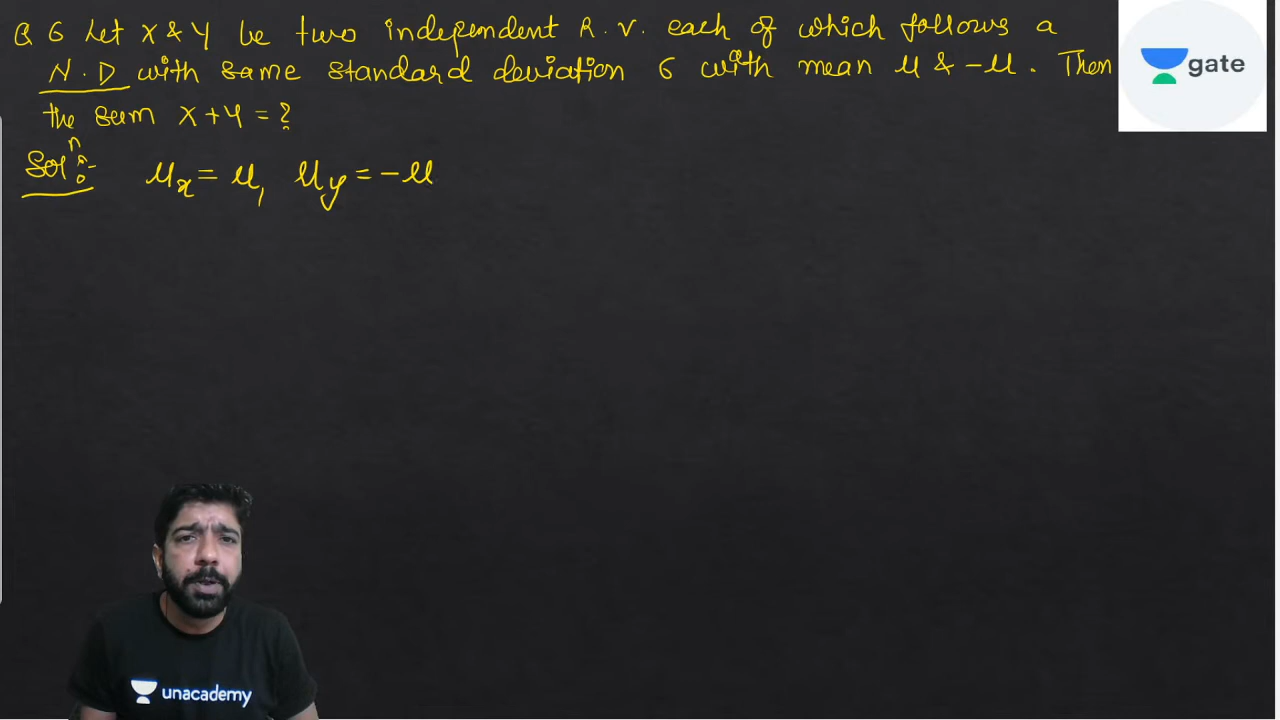 Q 6 Let X & Y be two independent R.V. each of which follows a
gate
N.D with same standard deviation σ with mean μ & -μ. Then
the sum X+Y=?
Solⁿ:- μx = μ, μy = -μ
unacademy